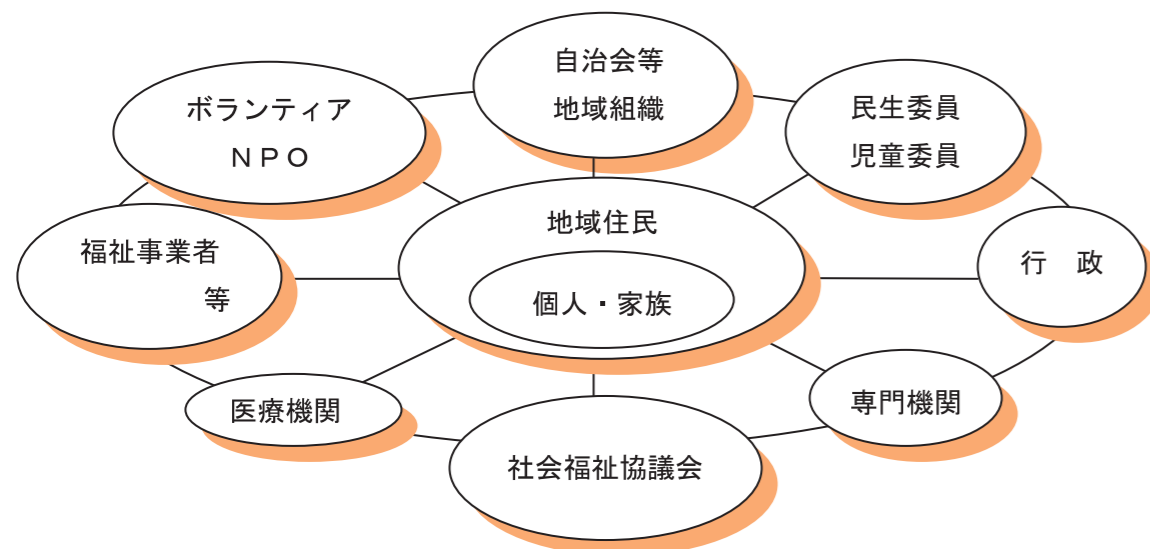 自治会等
地域組織
ボランティア
ＮＰＯ
民生委員
児童委員
地域住民
福祉事業者
等
行　政
個人・家族
医療機関
専門機関
社会福祉協議会